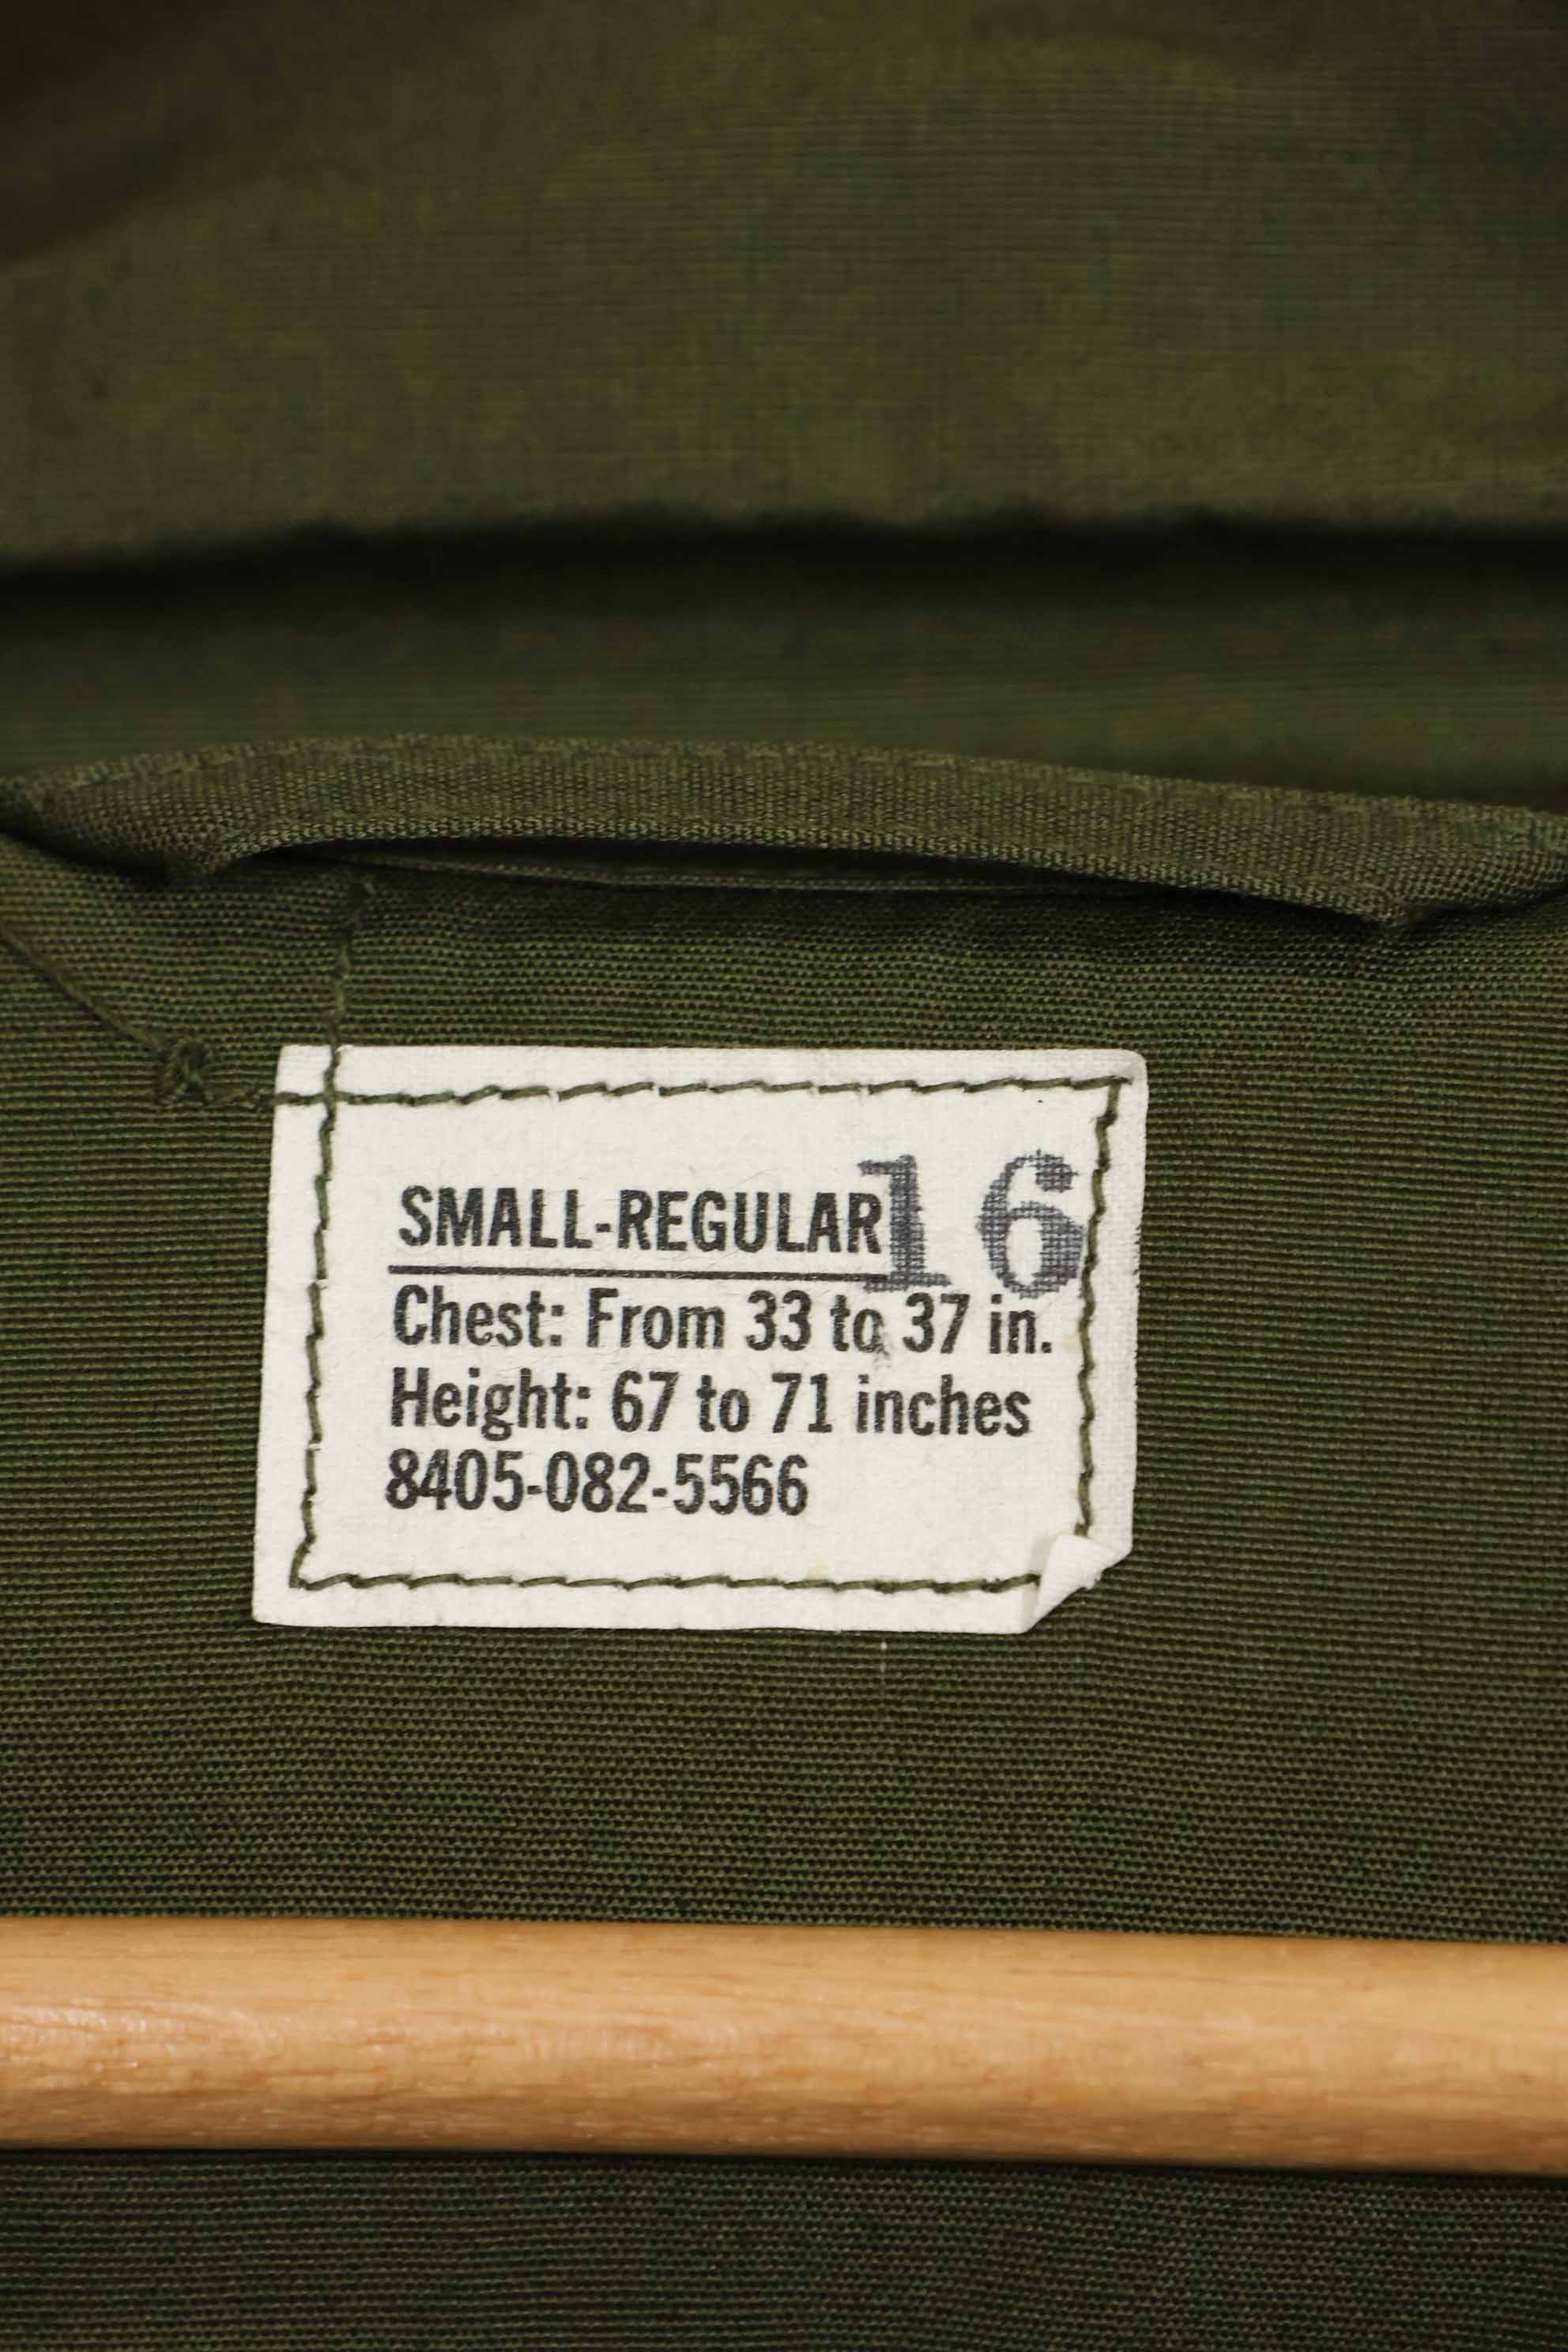 SMALL-REGULAR 16
Chest: From 33 to 37 in.
Height: 67 to 71 inches
8405-082-5566